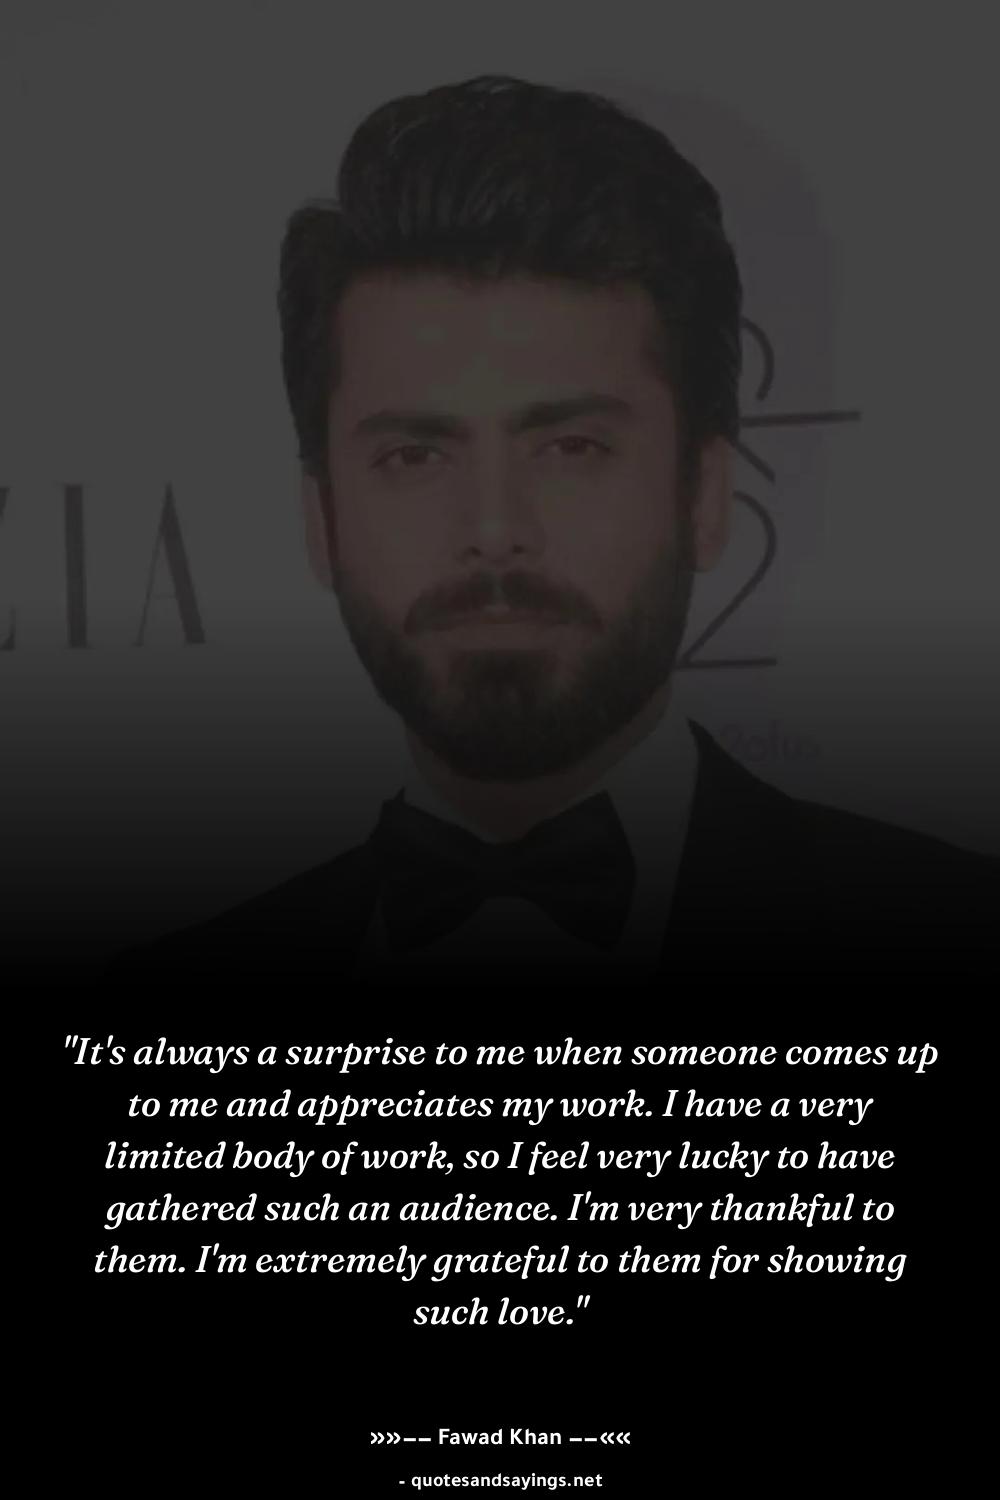 ZIA
"It's always a surprise to me when someone comes up
to me and appreciates my work. I have a very
limited body of work, so I feel very lucky to have
gathered such an audience. I'm very thankful to
them. I'm extremely grateful to them for showing
such love."
»»–– Fawad Khan ––««
- quotesandsayings.net